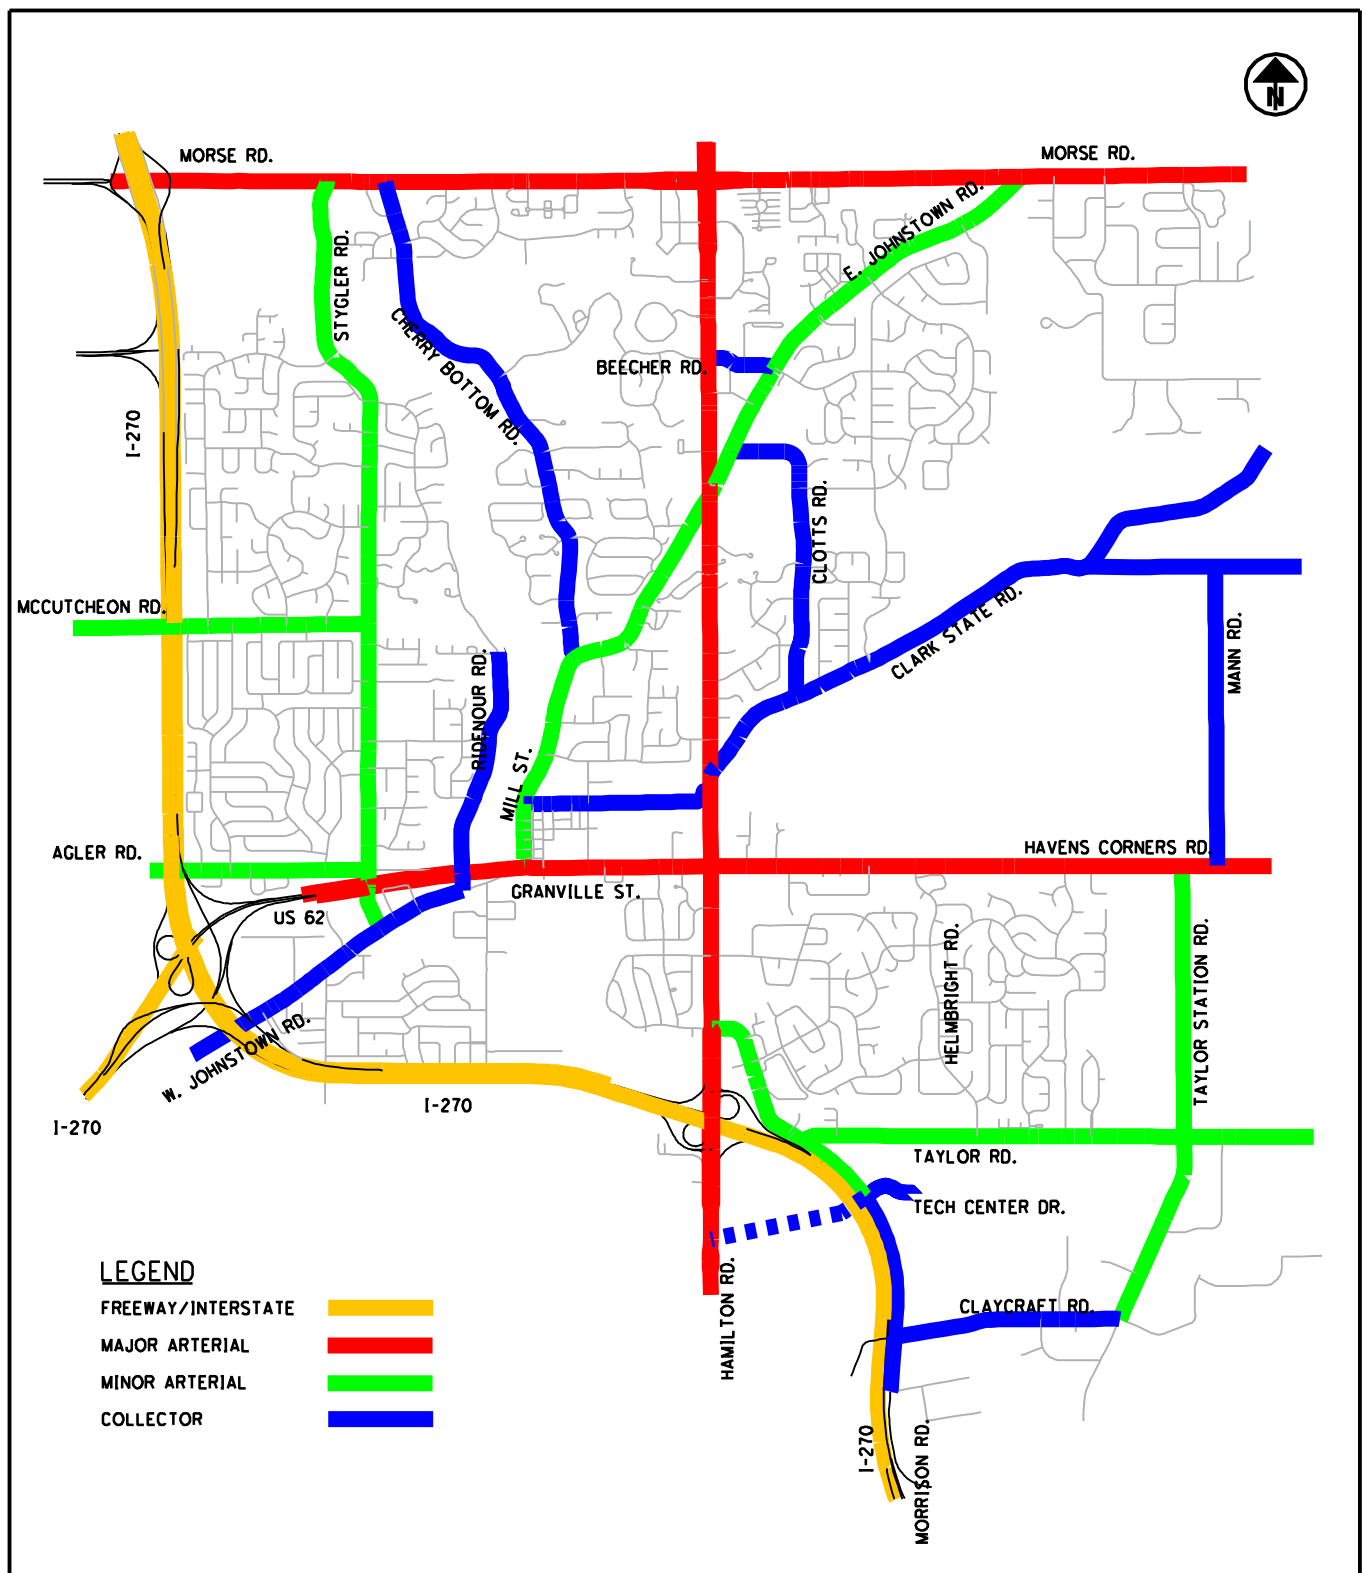 N
MORSE RD.
MORSE RD.
E. JOHNSTOWN RD.
STYGLER RD.
CHERRY BOTTOM RD.
BEECHER RD.
I-270
CLOTTS RD.
MCCUTCHEON RD.
CLARK STATE RD.
MANN RD.
RIDENOUR RD.
MILL ST.
AGLER RD.
HAVENS CORNERS RD.
GRANVILLE ST.
US 62
HELMBRIGHT RD.
TAYLOR STATION RD.
W. JOHNSTOWN RD.
I-270
I-270
TAYLOR RD.
TECH CENTER DR.
HAMILTON RD.
CLAYCRAFT RD.
I-270
MORRISON RD.
LEGEND
FREEWAY/INTERSTATE
MAJOR ARTERIAL
MINOR ARTERIAL
COLLECTOR